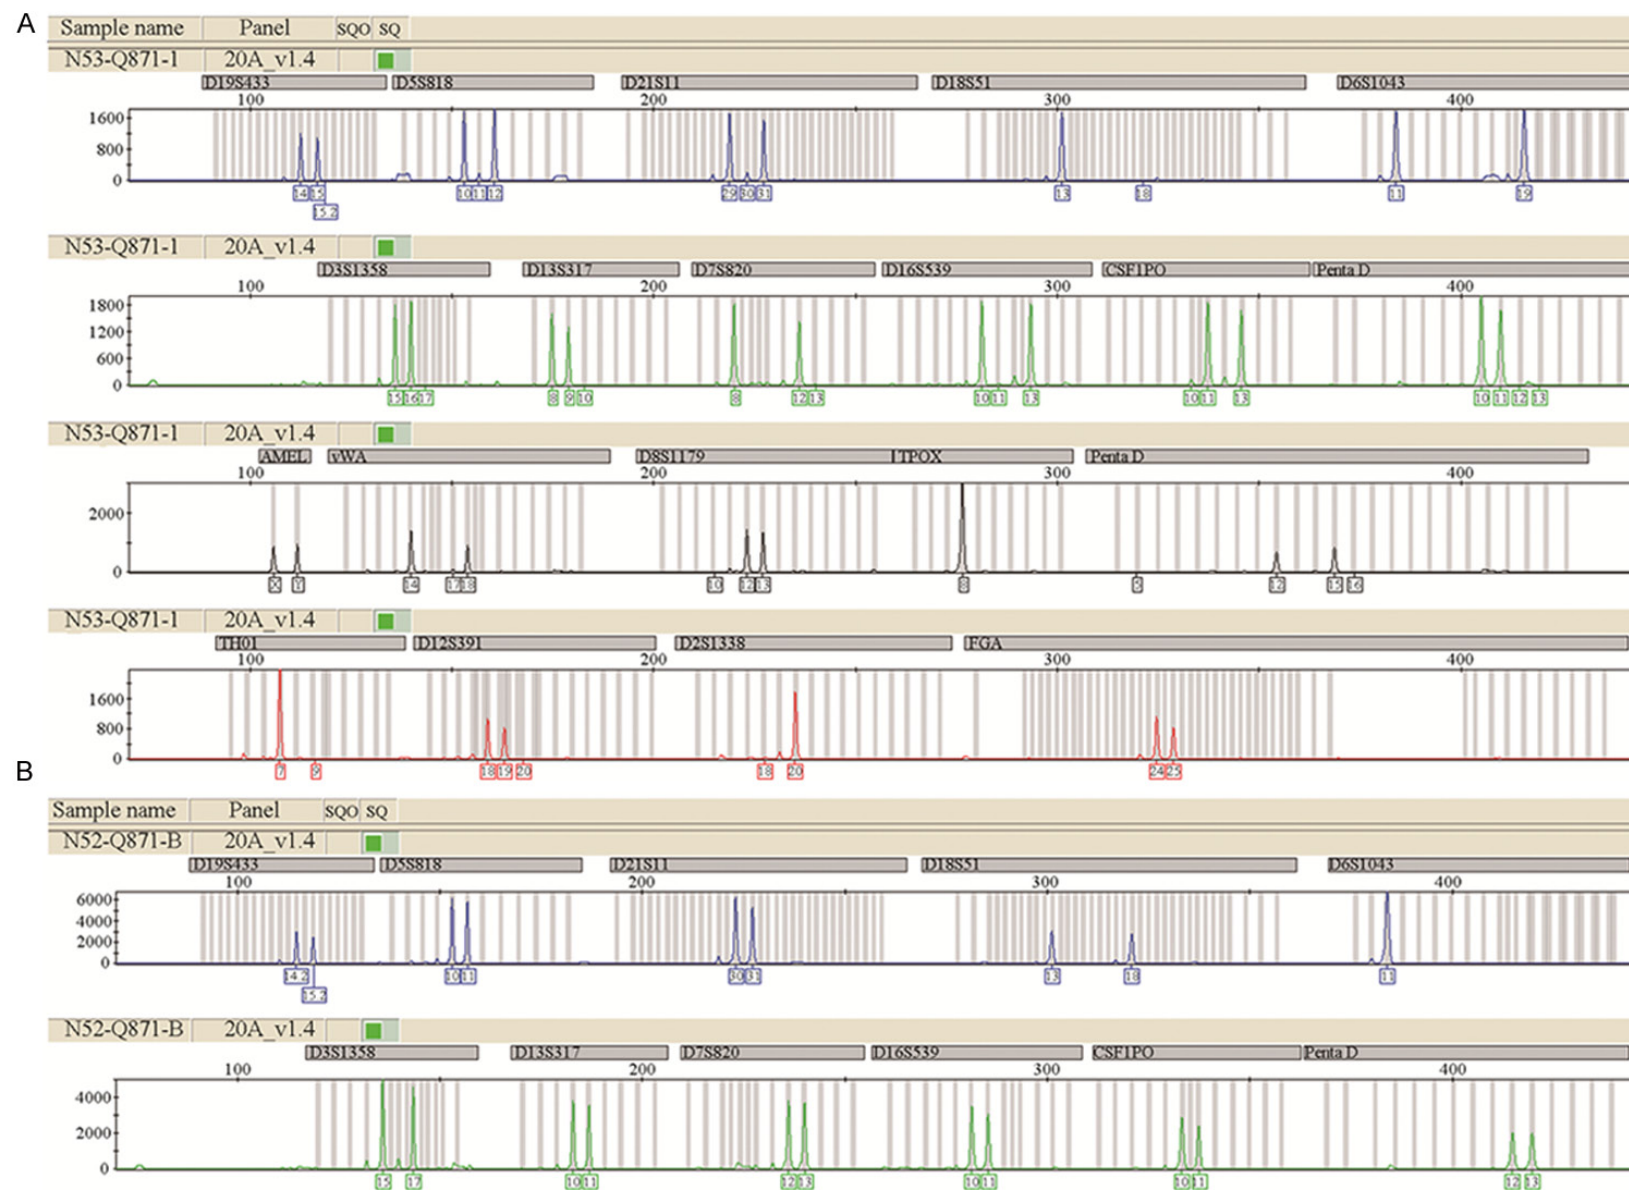 A
Sample name Panel SQO SQ
N53-Q871-1 20A_v1.4
D19S433 D5S818 D21S11 D18S51 D6S1043
100 200 300 400
1600
800
0
14 15 10 11 12 29 30 31 13 18 11 19
15.2
N53-Q871-1 20A_v1.4
D3S1358 D13S317 D7S820 D16S539 CSF1PO Penta D
100 200 300 400
1800
1200
600
0
15 16 17 8 9 10 8 12 13 10 11 13 10 11 13 10 11 12 13
N53-Q871-1 20A_v1.4
AMEL vWA D8S1179 TPOX Penta D
100 200 300 400
2000
0
X Y 14 17 18 10 12 13 8 5 12 15 16
N53-Q871-1 20A_v1.4
TH01 D12S391 D2S1338 FGA
100 200 300 400
1600
800
0
7 9 18 19 20 18 20 24 25
B
Sample name Panel SQO SQ
N52-Q871-B 20A_v1.4
D19S433 D5S818 D21S11 D18S51 D6S1043
100 200 300 400
6000
4000
2000
0
14.2 10 11 30 31 13 18 11
15.2
N52-Q871-B 20A_v1.4
D3S1358 D13S317 D7S820 D16S539 CSF1PO Penta D
100 200 300 400
4000
2000
0
15 17 10 11 12 13 10 11 10 11 12 13